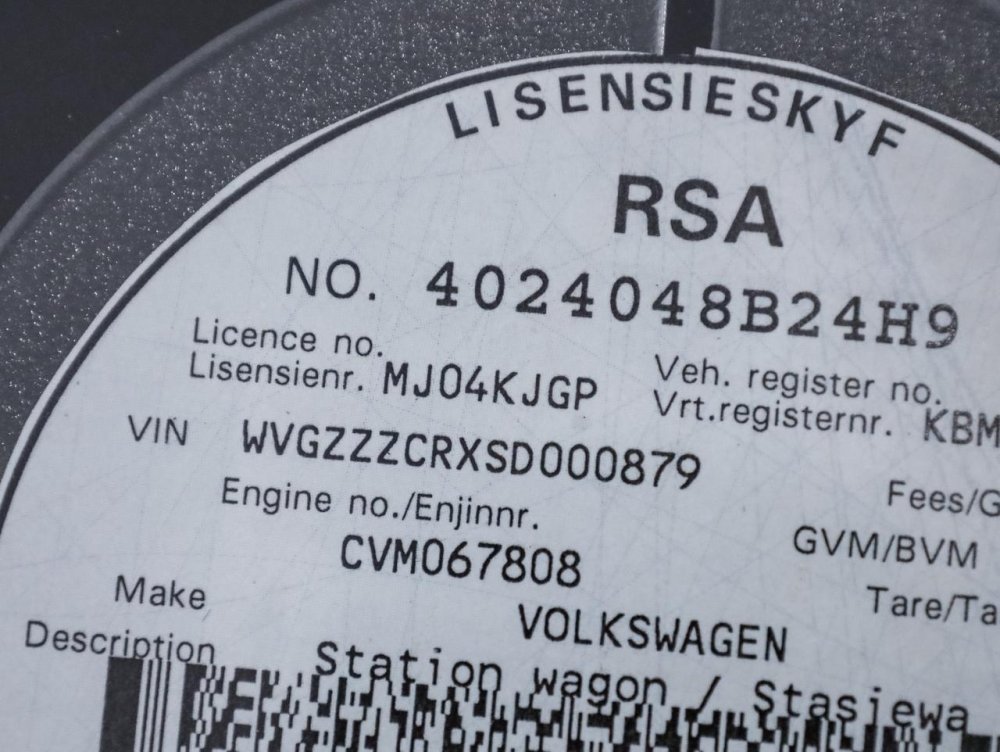 LISENSIESKYF
RSA
NO. 4024048B24H9
Licence no.
Lisensienr. MJ04KJGP
Veh. register no.
Vrt.registernr. KBM
VIN WVGZZZCRXSD000879
Engine no./Enjinnr.
CVM067808
Fees/G
GVM/BVM
Tare/Ta
Make VOLKSWAGEN
Description Station wagon / Stasiewa